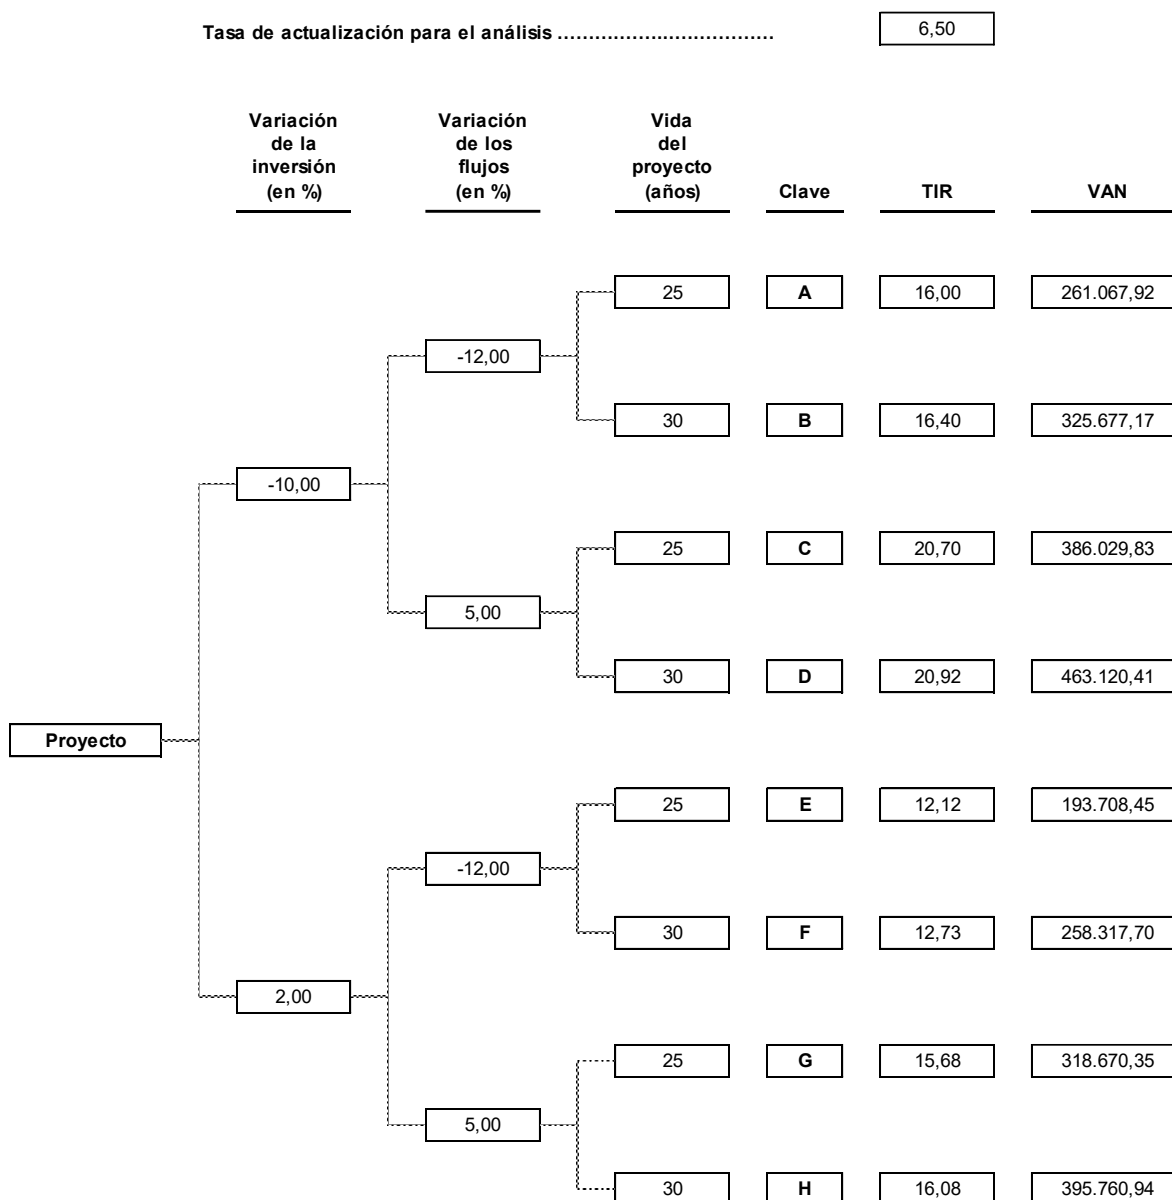 Tasa de actualización para el análisis ……………………………… 6,50
Variación de la inversión (en %) Variación de los flujos (en %) Vida del proyecto (años) Clave TIR VAN
25 A 16,00 261.067,92
-12,00
30 B 16,40 325.677,17
-10,00
25 C 20,70 386.029,83
5,00
30 D 20,92 463.120,41
Proyecto
25 E 12,12 193.708,45
-12,00
30 F 12,73 258.317,70
2,00
25 G 15,68 318.670,35
5,00
30 H 16,08 395.760,94